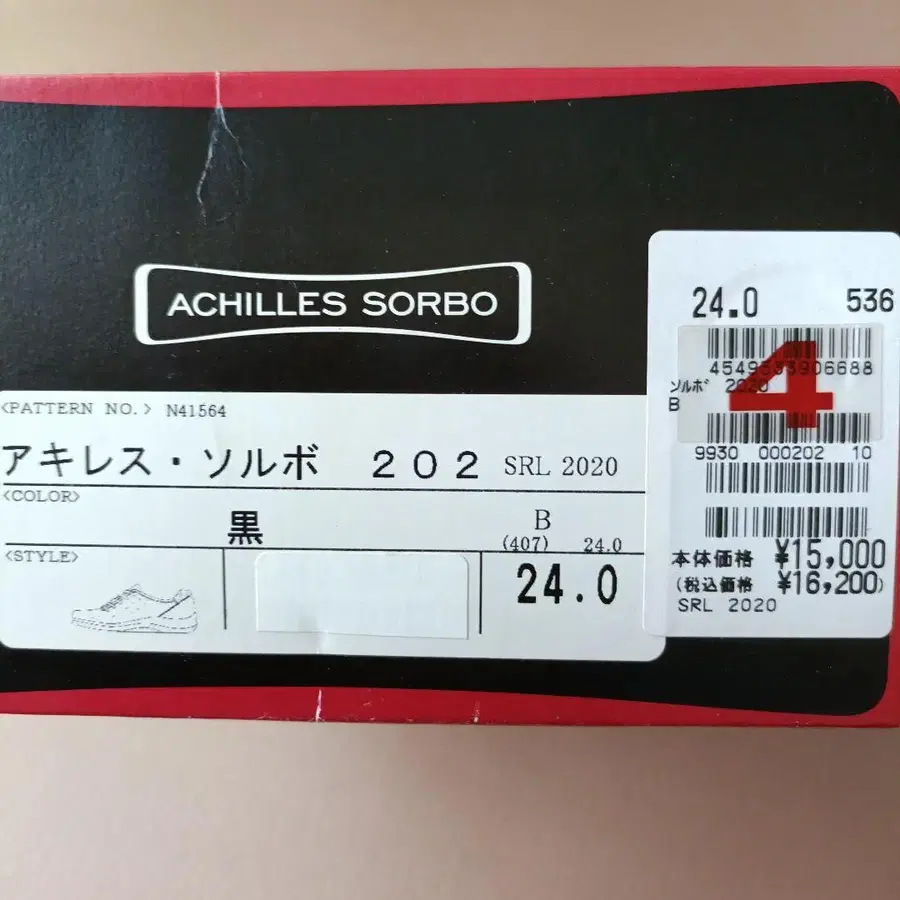 ACHILLES SORBO
<PATTERN NO.> N41564
アキレス・ソルボ 202 SRL 2020
<COLOR>
黒 B
(407) 24.0
<STYLE>
24.0
24.0 536
4549533906688
ソルボ 2020
B
4
9930 000202 10
本体価格 ¥15,000
(税込価格 ¥16,200)
SRL 2020